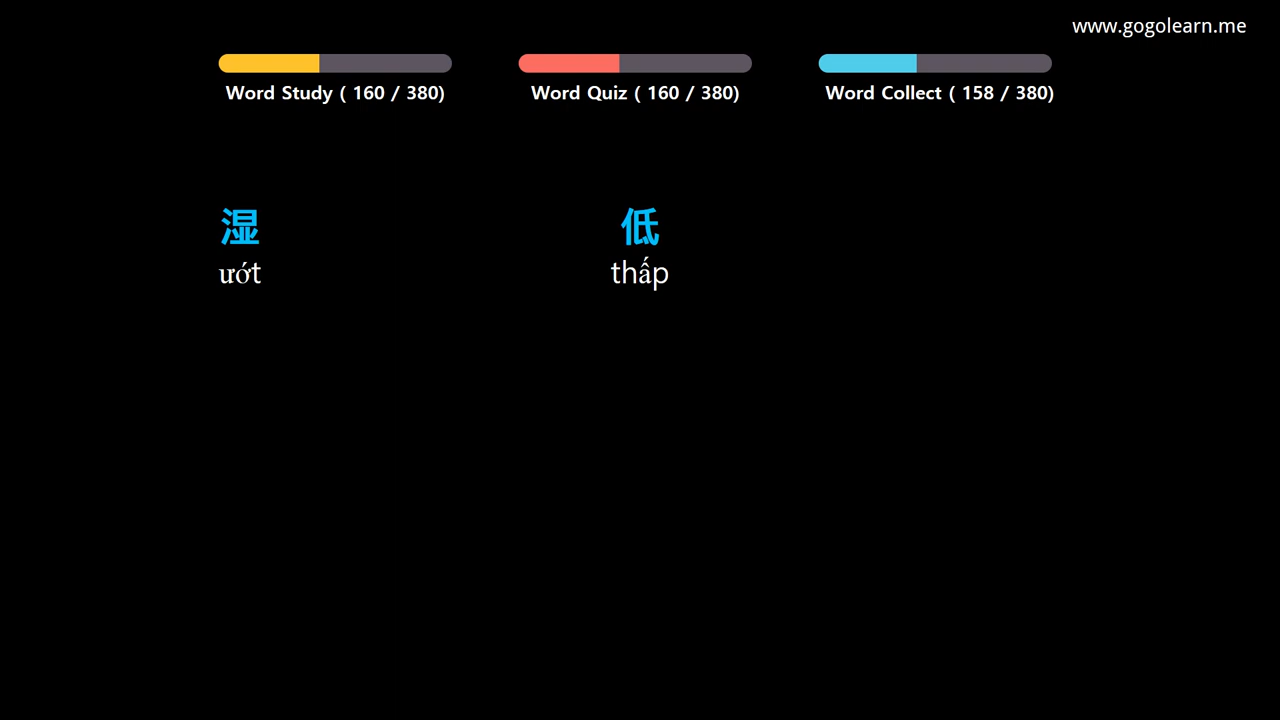 www.gogolearn.me
Word Study ( 160 / 380)
Word Quiz ( 160 / 380)
Word Collect ( 158 / 380)
湿
低
ướt
thấp